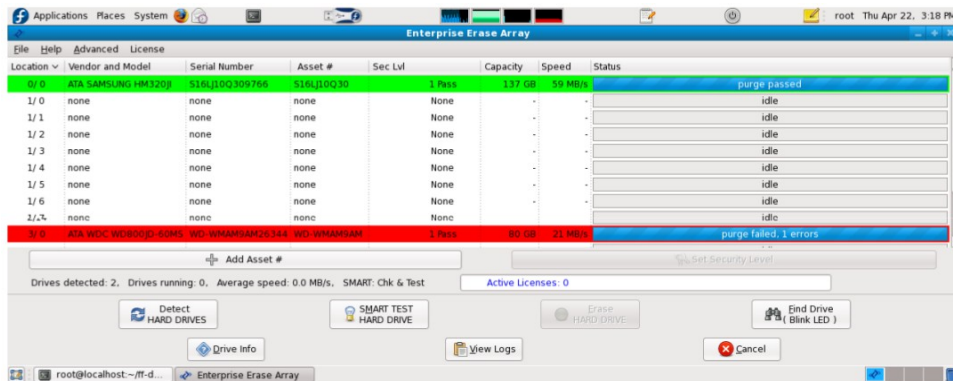 Applications Places System root Thu Apr 22, 3:18 PM
Enterprise Erase Array
File Help Advanced License
Location Vendor and Model Serial Number Asset # Sec Lvl Capacity Speed Status
0/ 0 ATA SAMSUNG HM320JI S16LJ10Q309766 S16LJ10Q30 1 Pass 137 GB 59 MB/s purge passed
1/ 0 none none none None - - idle
1/ 1 none none none None - - idle
1/ 2 none none none None - - idle
1/ 3 none none none None - - idle
1/ 4 none none none None - - idle
1/ 5 none none none None - - idle
1/ 6 none none none None - - idle
none none none None idle
3/ 0 ATA WDC WD800JD-60MS WD-WMAM9AM26344 WD-WMAM9AM 1 Pass 80 GB 21 MB/s purge failed, 1 errors
Add Asset # Set Security Level
Drives detected: 2, Drives running: 0, Average speed: 0.0 MB/s, SMART: Chk & Test Active Licenses: 0
Detect HARD DRIVES SMART TEST HARD DRIVE Erase HARD DRIVE Find Drive ( Blink LED )
Drive Info View Logs Cancel
root@localhost:~/ff-d... Enterprise Erase Array